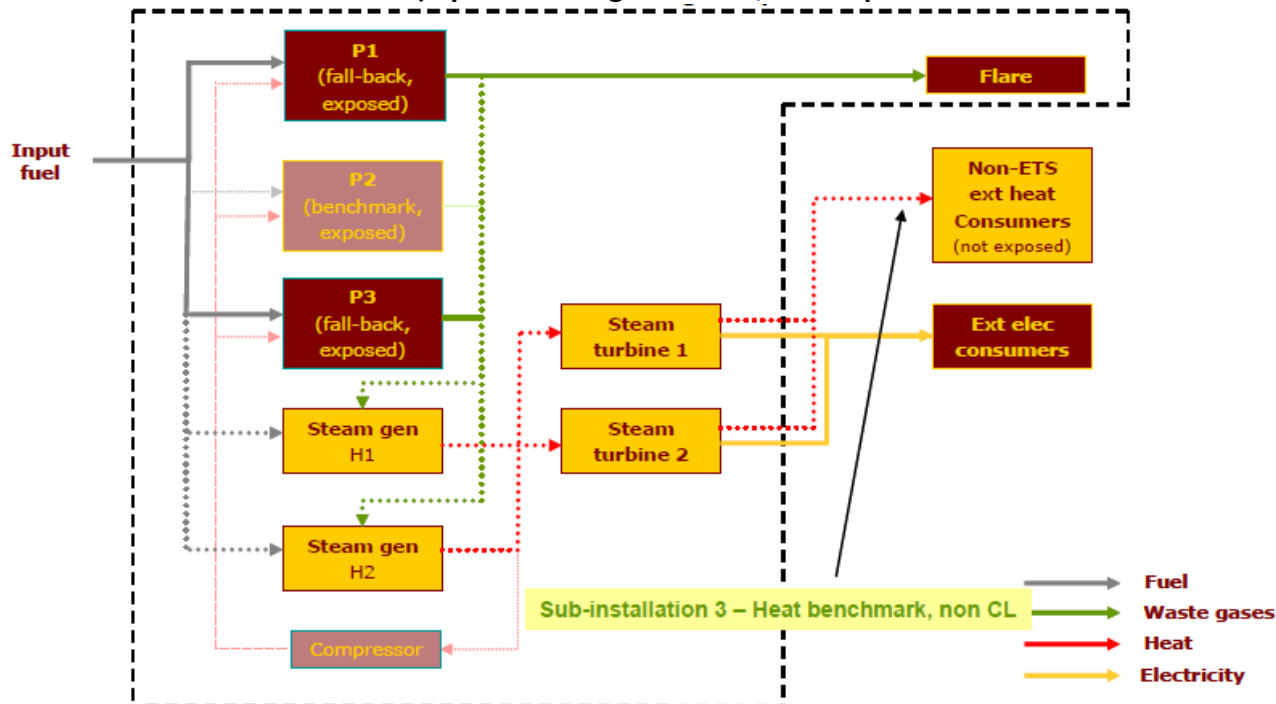 P1
(fall-back,
exposed)
Flare
Input
fuel
P2
(benchmark,
exposed)
Non-ETS
ext heat
Consumers
(not exposed)
P3
(fall-back,
exposed)
Steam
turbine 1
Ext elec
consumers
Steam gen
H1
Steam
turbine 2
Steam gen
H2
Sub-installation 3 – Heat benchmark, non CL
Compressor
Fuel
Waste gases
Heat
Electricity